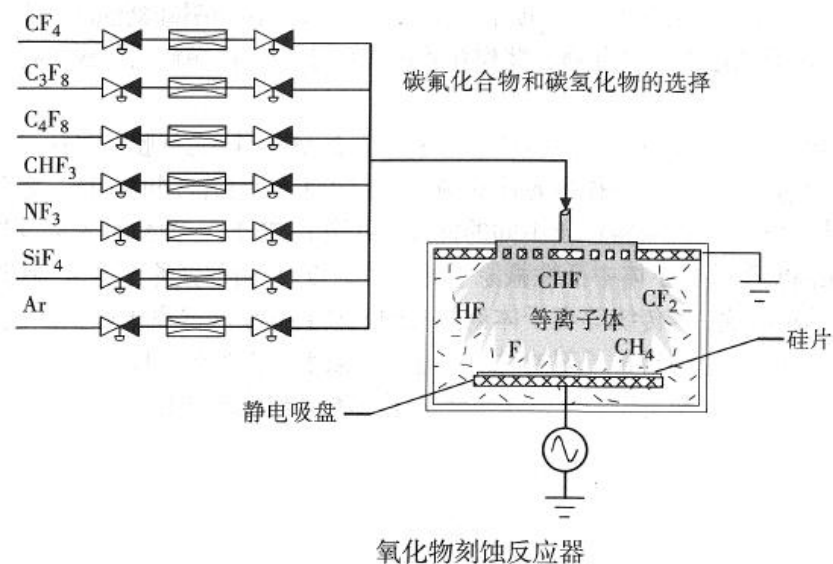 CF4
C3F8
C4F8
CHF3
NF3
SiF4
Ar
碳氟化合物和碳氢化物的选择
CHF
HF
CF2
等离子体
F
CH4
硅片
静电吸盘
氧化物刻蚀反应器